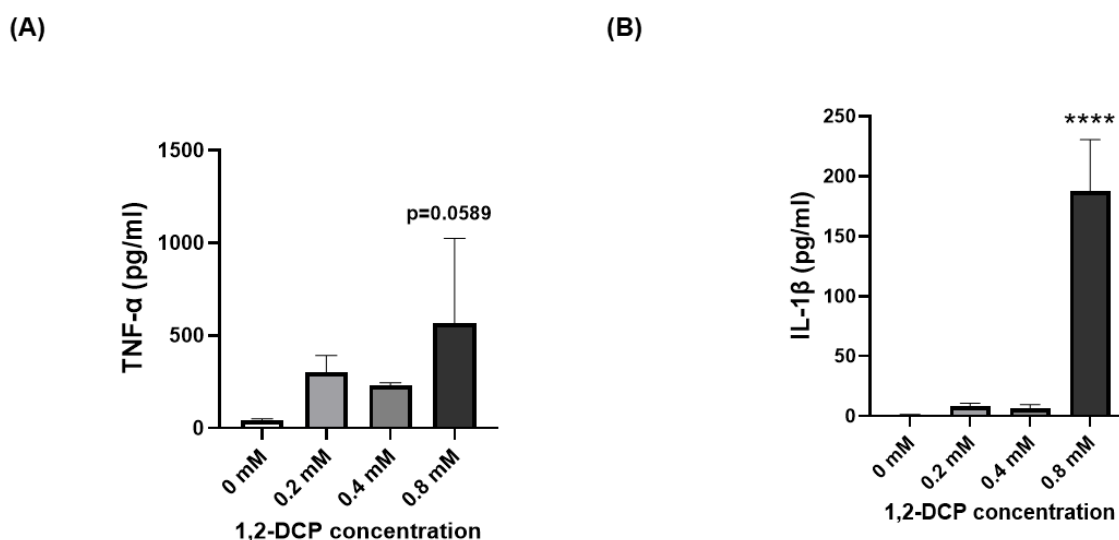 (A)
(B)
1500
1000
500
0
TNF-α (pg/ml)
p=0.0589
0 mM
0.2 mM
0.4 mM
0.8 mM
1,2-DCP concentration
250
200
150
100
50
0
IL-1β (pg/ml)
****
0 mM
0.2 mM
0.4 mM
0.8 mM
1,2-DCP concentration